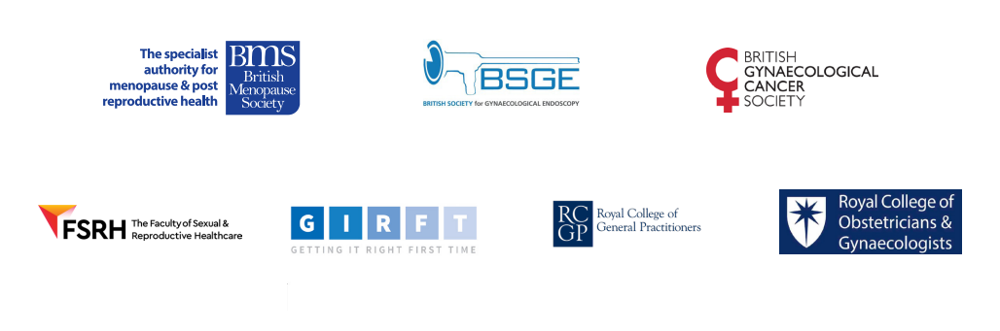 The specialist
authority for
menopause & post
reproductive health
BMS
British
Menopause
Society
BSGE
BRITISH SOCIETY for GYNAECOLOGICAL ENDOSCOPY
BRITISH
GYNAECOLOGICAL
CANCER
SOCIETY
FSRH
The Faculty of Sexual &
Reproductive Healthcare
G I R F T
GETTING IT RIGHT FIRST TIME
RC
GP
Royal College of
General Practitioners
Royal College of
Obstetricians &
Gynaecologists